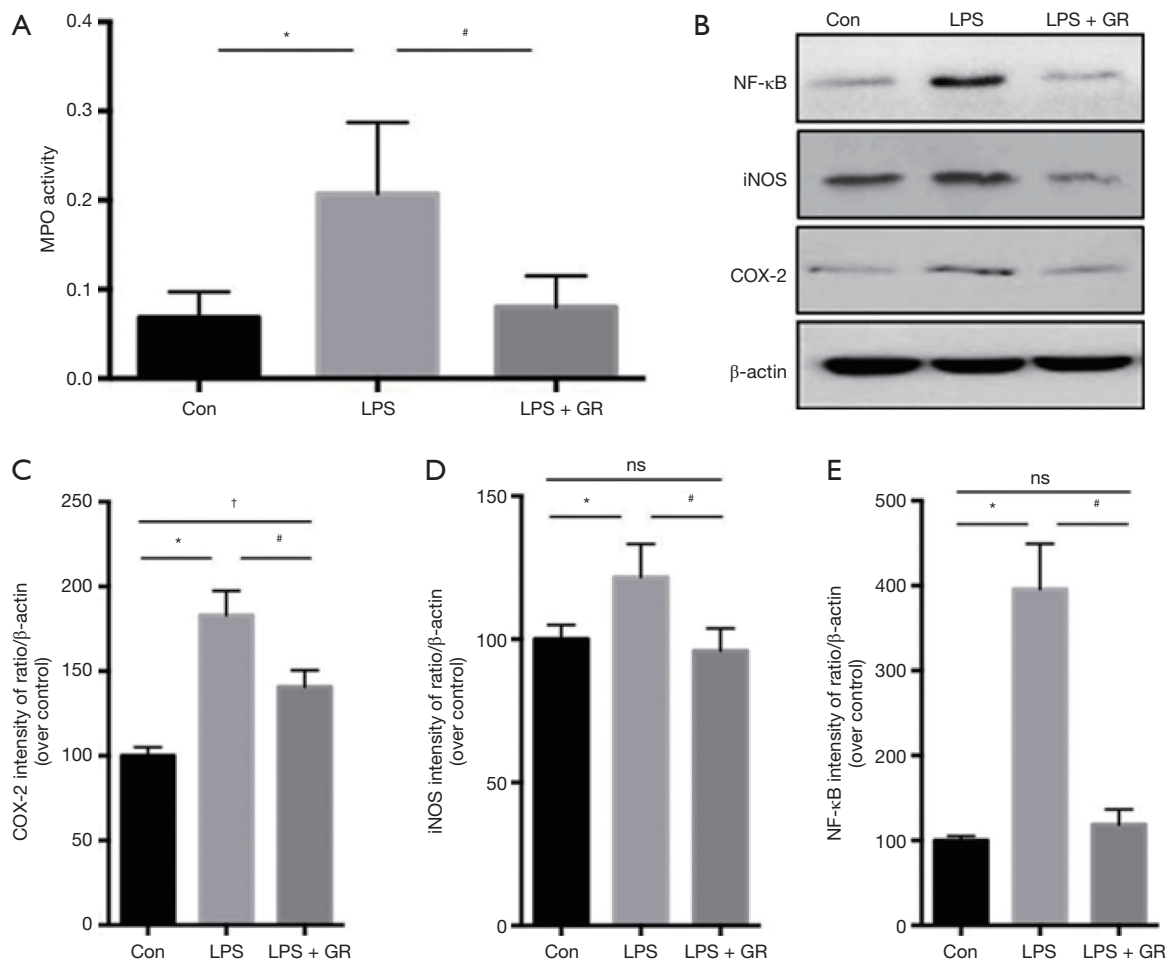 A
0.4
0.3
0.2
0.1
0.0
MPO activity
*
#
Con
LPS
LPS + GR
B
Con
LPS
LPS + GR
NF-κB
iNOS
COX-2
β-actin
C
250
200
150
100
50
0
COX-2 intensity of ratio/β-actin
(over control)
†
*
#
Con
LPS
LPS + GR
D
150
100
50
0
iNOS intensity of ratio/β-actin
(over control)
ns
*
#
Con
LPS
LPS + GR
E
500
400
300
200
100
0
NF-κB intensity of ratio/β-actin
(over control)
ns
*
#
Con
LPS
LPS + GR